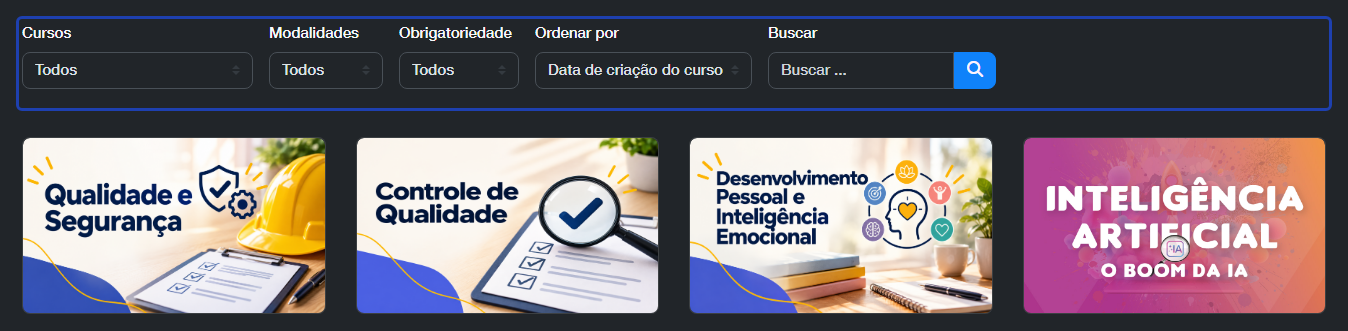 Cursos
Modalidades
Obrigatoriedade
Ordenar por
Buscar
Todos
Todos
Todos
Data de criação do curso
Buscar ...
Qualidade e
Segurança
Controle de
Qualidade
Desenvolvimento
Pessoal e
Inteligência
Emocional
INTELIGÊNCIA
ARTIFICIAL
IA
O BOOM DA IA